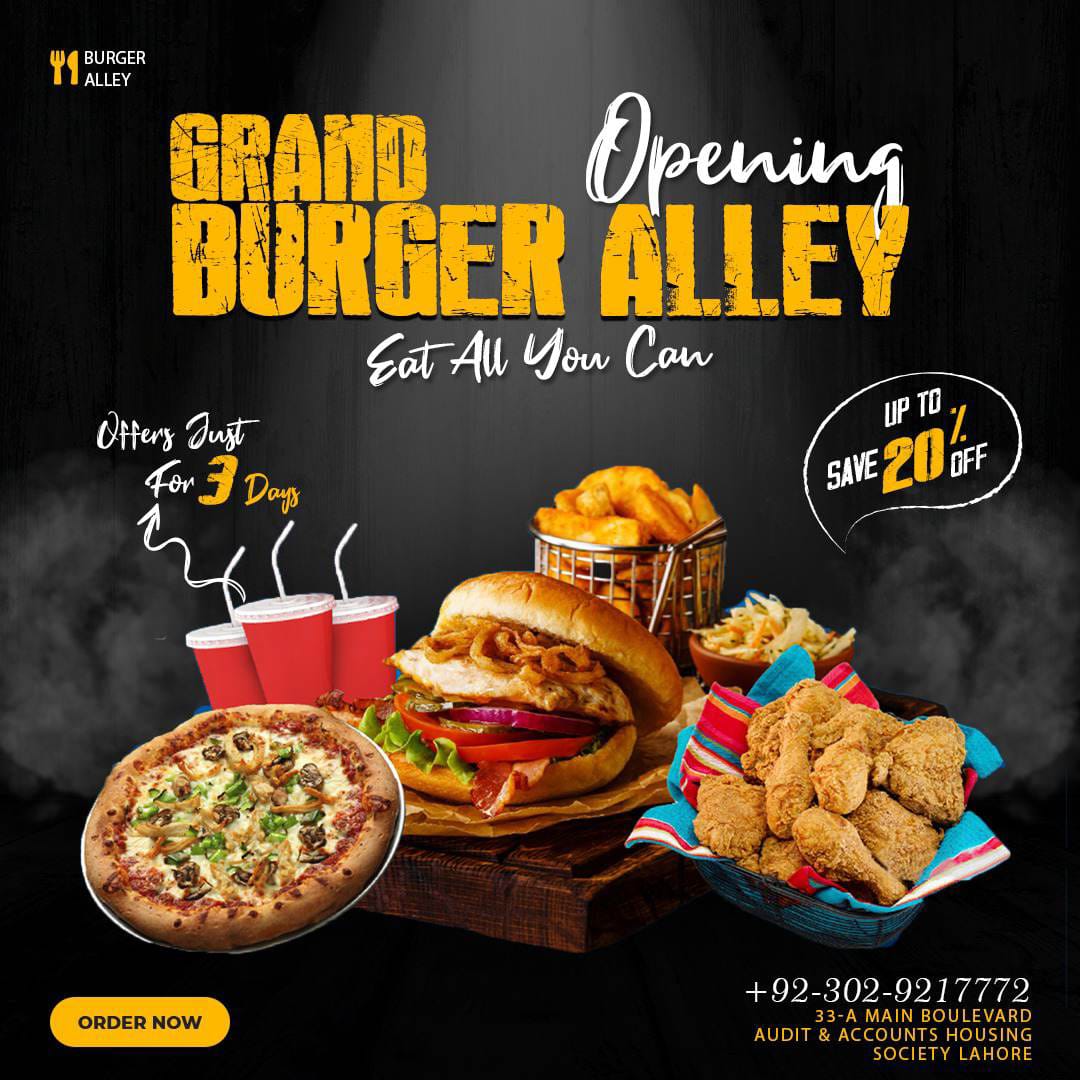 BURGER
ALLEY
GRAND Opening
BURGER ALLEY
Eat All You Can
Offers Just
For 3 Days
UP TO
SAVE 20% OFF
ORDER NOW
+92-302-9217772
33-A MAIN BOULEVARD
AUDIT & ACCOUNTS HOUSING
SOCIETY LAHORE